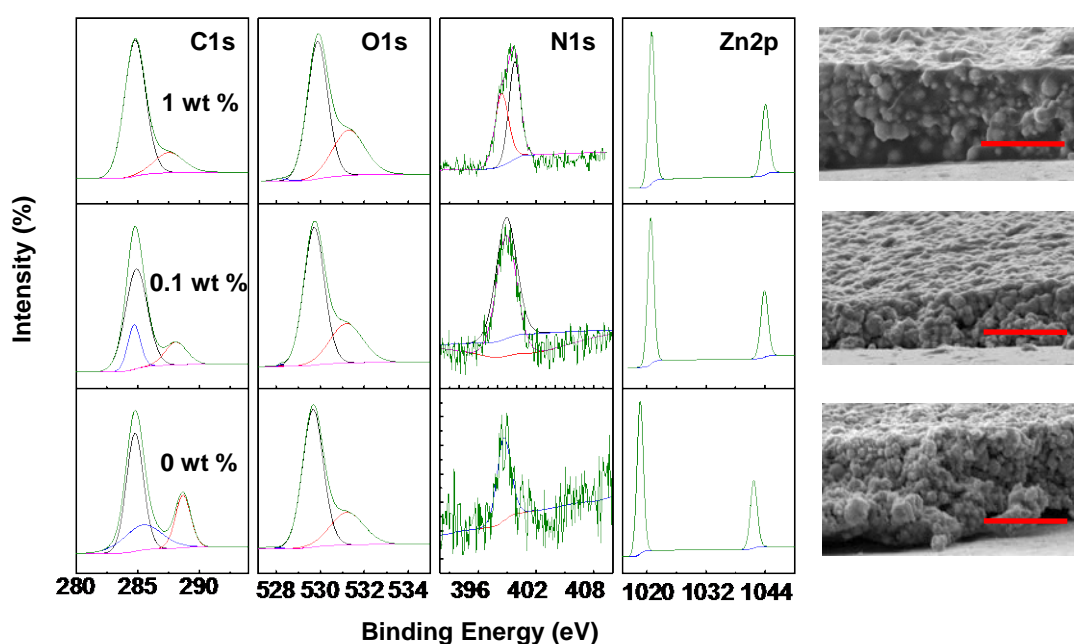 C1s
O1s
N1s
Zn2p
1 wt %
0.1 wt %
0 wt %
Intensity (%)
280 285 290
528 530 532 534
396 402 408
1020 1032 1044
Binding Energy (eV)